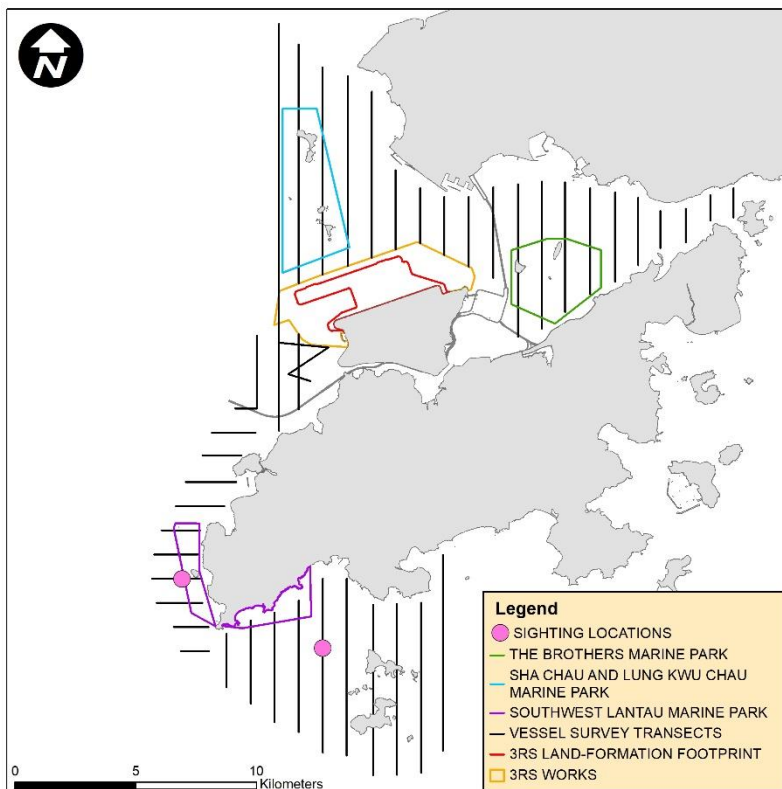 N
Legend
SIGHTING LOCATIONS
THE BROTHERS MARINE PARK
SHA CHAU AND LUNG KWU CHAU
MARINE PARK
SOUTHWEST LANTAU MARINE PARK
VESSEL SURVEY TRANSECTS
3RS LAND-FORMATION FOOTPRINT
3RS WORKS
0 5 10
Kilometers